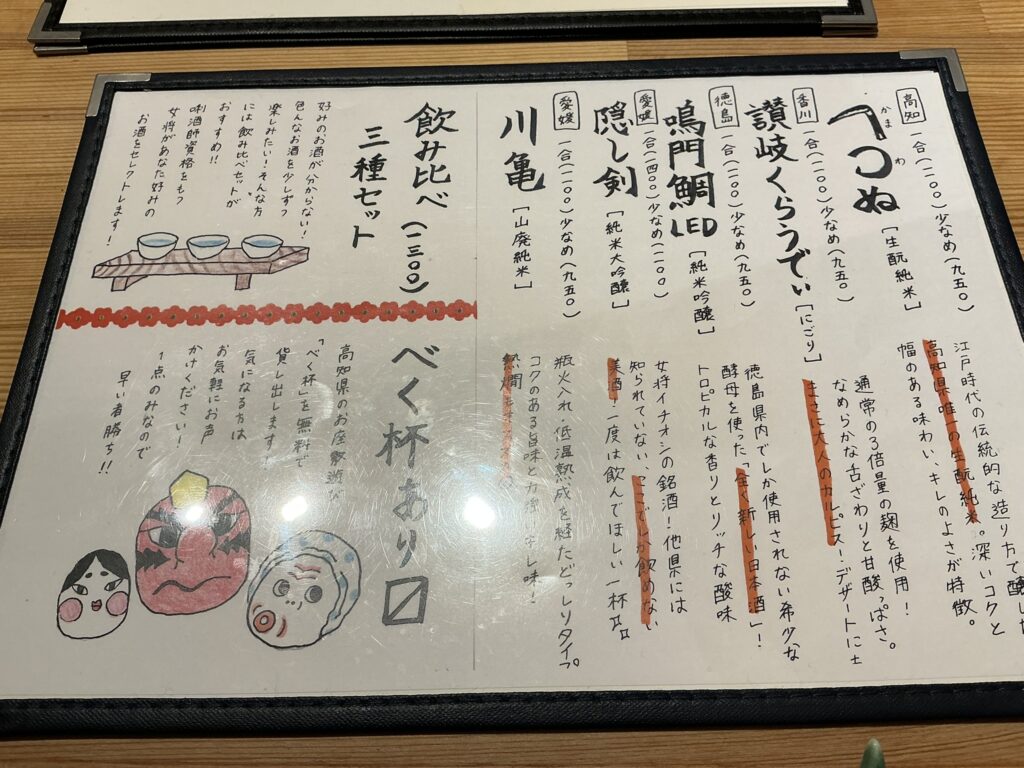 高知
一合(一一〇〇)少なめ(九五〇)
かま わ
ぬ
[生酛純米]
江戸時代の伝統的な造り方で醸し
高知県唯一の生酛純米。深いコクと
幅のある味わい、キレのよさが特徴。
香川
一合(一一〇〇)少なめ(九五〇)
讃岐くらうでぃ[にごり]
通常の3倍量の麹を使用!
なめらかな舌ざわりと甘酸っぱさ。
まさに大人のカルピス!デザートに
徳島
一合(一一〇〇)少なめ(九五〇)
鳴門鯛LED[純米吟醸]
徳島県内でしか使用されない希少な
酵母を使った「全く新しい日本酒」!
トロピカルな香りとリッチな酸味
愛媛
一合(一四〇〇)少なめ(一一〇〇)
隠し剣[純米大吟醸]
女将イチオシの銘酒!他県には
知られていない、ここでしか飲めない
美酒!一度は飲んでほしい一杯
愛媛
一合(一一〇〇)少なめ(九五〇)
川亀[山廃純米]
瓶火入れ・低温熟成を経たどっしりタイプ
コクのある旨味と力強いキレ味!
熱燗
飲み比べ(一三〇〇)
三種セット
好みのお酒が分からない!
色んなお酒を少しずつ
楽しみたい!そんな方
には飲み比べセットが
おすすめ!!
唎酒師資格をもつ
女将があなた好みの
お酒をセレクトします!
べく杯あり〼
高知県のお座敷遊び
「べく杯」を無料で
貸し出します!
気になる方は
お気軽にお声
かけください!
1点のみなので
早い者勝ち!!